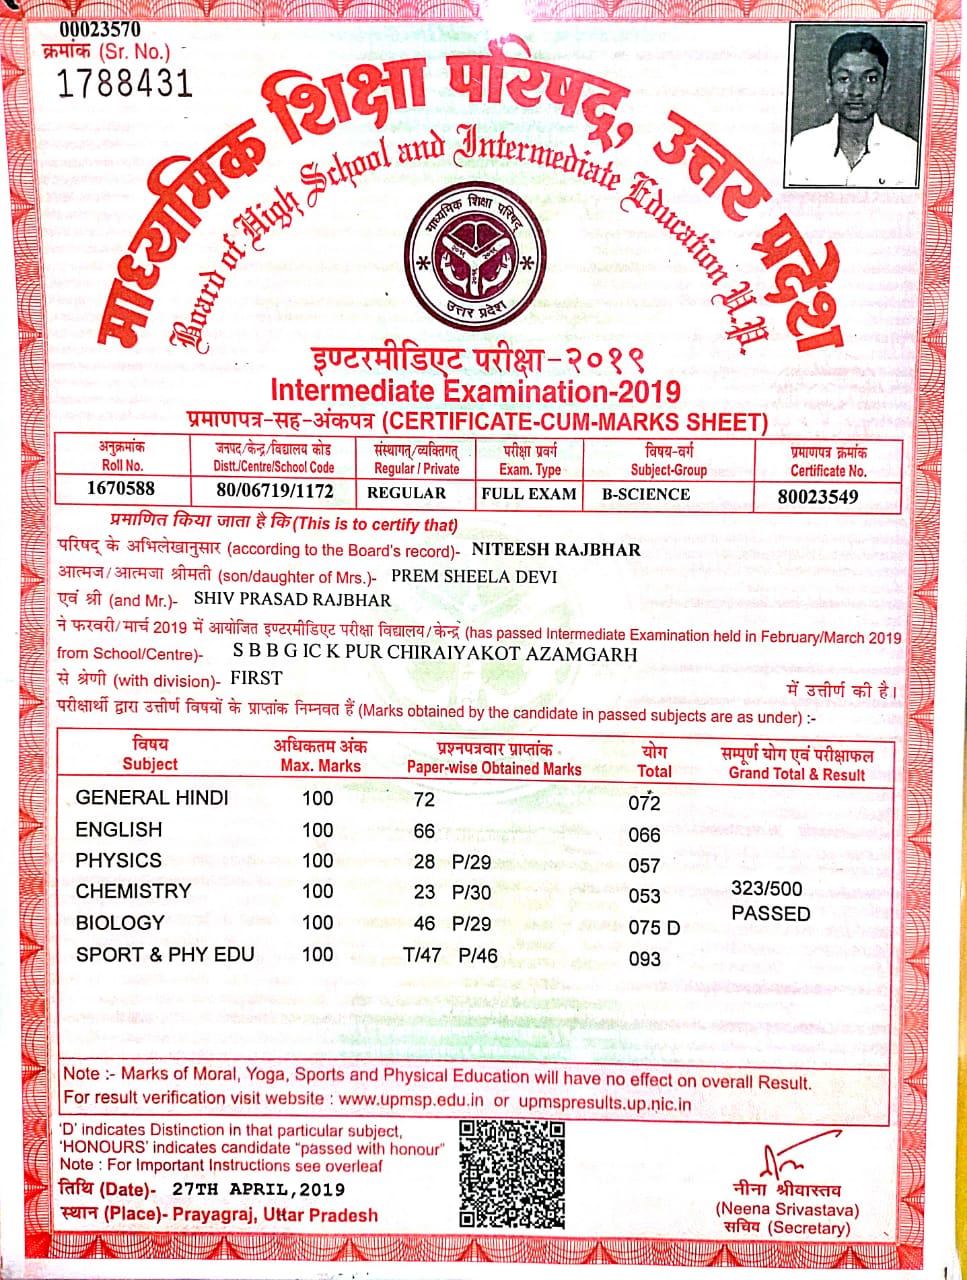 00023570
क्रमांक (Sr. No.)
1788431
माध्यमिक शिक्षा परिषद्, उत्तर प्रदेश
Board of High School and Intermediate Education U.P.
माध्यमिक शिक्षा परिषद्
उत्तर प्रदेश
इण्टरमीडिएट परीक्षा-२०१९
Intermediate Examination-2019
प्रमाणपत्र-सह-अंकपत्र (CERTIFICATE-CUM-MARKS SHEET)
अनुक्रमांक जनपद/केन्द्र/विद्यालय कोड संस्थागत/व्यक्तिगत परीक्षा प्रवर्ग विषय-वर्ग प्रमाणपत्र क्रमांक
Roll No. Distt./Centre/School Code Regular / Private Exam. Type Subject-Group Certificate No.
1670588 80/06719/1172 REGULAR FULL EXAM B-SCIENCE 80023549
प्रमाणित किया जाता है कि (This is to certify that)
परिषद् के अभिलेखानुसार (according to the Board's record)- NITEESH RAJBHAR
आत्मज/आत्मजा श्रीमती (son/daughter of Mrs.)- PREM SHEELA DEVI
एवं श्री (and Mr.)- SHIV PRASAD RAJBHAR
ने फरवरी/मार्च 2019 में आयोजित इण्टरमीडिएट परीक्षा विद्यालय/केन्द्र (has passed Intermediate Examination held in February/March 2019
from School/Centre)- S B B G IC K PUR CHIRAIYAKOT AZAMGARH
से श्रेणी (with division)- FIRST में उत्तीर्ण की है।
परीक्षार्थी द्वारा उत्तीर्ण विषयों के प्राप्तांक निम्नवत हैं (Marks obtained by the candidate in passed subjects are as under) :-
विषय अधिकतम अंक प्रश्नपत्रवार प्राप्तांक योग सम्पूर्ण योग एवं परीक्षाफल
Subject Max. Marks Paper-wise Obtained Marks Total Grand Total & Result
GENERAL HINDI 100 72 072
ENGLISH 100 66 066
PHYSICS 100 28 P/29 057
CHEMISTRY 100 23 P/30 053 323/500
PASSED
BIOLOGY 100 46 P/29 075 D
SPORT & PHY EDU 100 T/47 P/46 093
Note :- Marks of Moral, Yoga, Sports and Physical Education will have no effect on overall Result.
For result verification visit website : www.upmsp.edu.in or upmspresults.up.nic.in
'D' indicates Distinction in that particular subject,
'HONOURS' indicates candidate "passed with honour"
Note : For Important Instructions see overleaf
तिथि (Date)- 27TH APRIL,2019
स्थान (Place)- Prayagraj, Uttar Pradesh
नीना श्रीवास्तव
(Neena Srivastava)
सचिव (Secretary)